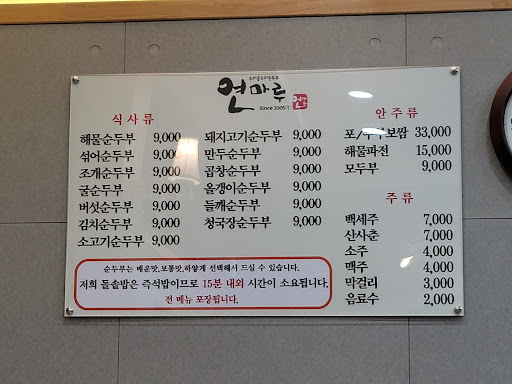 연마루
Since 2005
식 사 류
해물순두부 9,000
섞어순두부 9,000
조개순두부 9,000
굴순두부 9,000
버섯순두부 9,000
김치순두부 9,000
소고기순두부 9,000
돼지고기순두부 9,000
만두순두부 9,000
곱창순두부 9,000
올갱이순두부 9,000
들깨순두부 9,000
청국장순두부 9,000
안 주 류
포/두부보쌈 33,000
해물파전 15,000
모두부 9,000
주 류
백세주 7,000
산사춘 7,000
소주 4,000
맥주 4,000
막걸리 3,000
음료수 2,000
순두부는 매운맛,보통맛,하얗게 선택해서 드실 수 있습니다.
저희 돌솥밥은 즉석밥이므로 15분 내외 시간이 소요됩니다.
전 메뉴 포장됩니다.